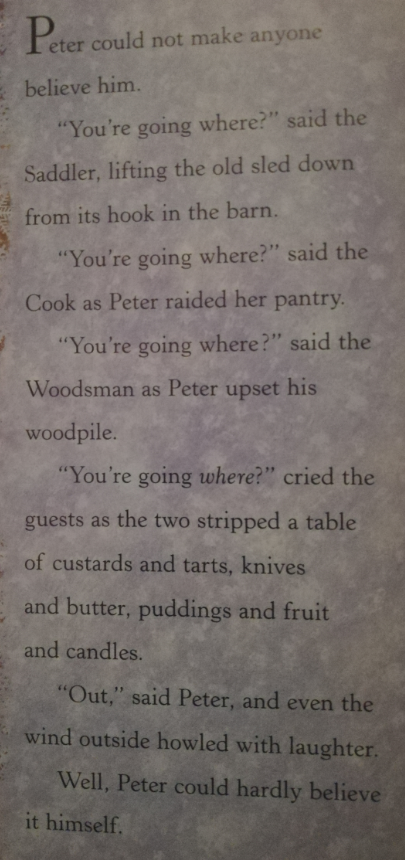 Peter could not make anyone
believe him.
“You're going where?” said the
Saddler, lifting the old sled down
from its hook in the barn.
“You're going where?” said the
Cook as Peter raided her pantry.
“You're going where?” said the
Woodsman as Peter upset his
woodpile.
“You're going where?” cried the
guests as the two stripped a table
of custards and tarts, knives
and butter, puddings and fruit
and candles.
“Out,” said Peter, and even the
wind outside howled with laughter.
Well, Peter could hardly believe
it himself.